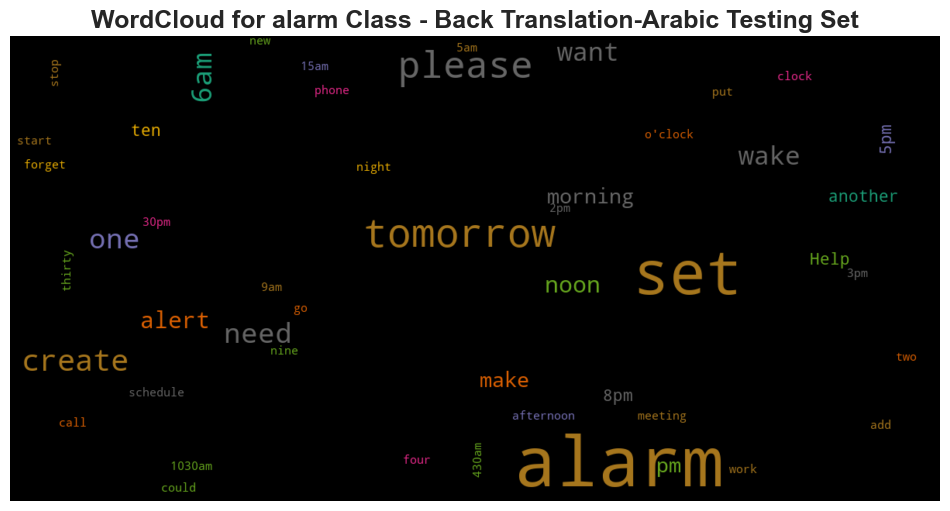 WordCloud for alarm Class - Back Translation-Arabic Testing Set
new
5am
want
stop
6am
15am
please
clock
phone
put
ten
o'clock
5pm
start
forget
night
wake
morning
another
2pm
30pm
one
tomorrow
thirty
Help
set
3pm
9am
noon
go
alert
need
nine
create
two
make
schedule
8pm
call
afternoon
meeting
add
alarm
four
430am
pm
work
1030am
could